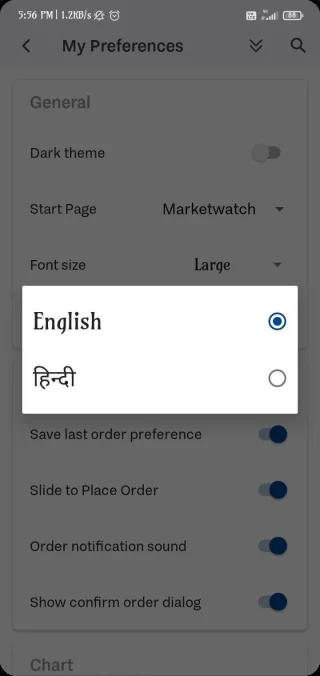 5:56 PM | 1.2KB/s
88
My Preferences
General
Dark theme
Start Page Marketwatch
Font size Large
English
हिन्दी
Save last order preference
Slide to Place Order
Order notification sound
Show confirm order dialog
Chart